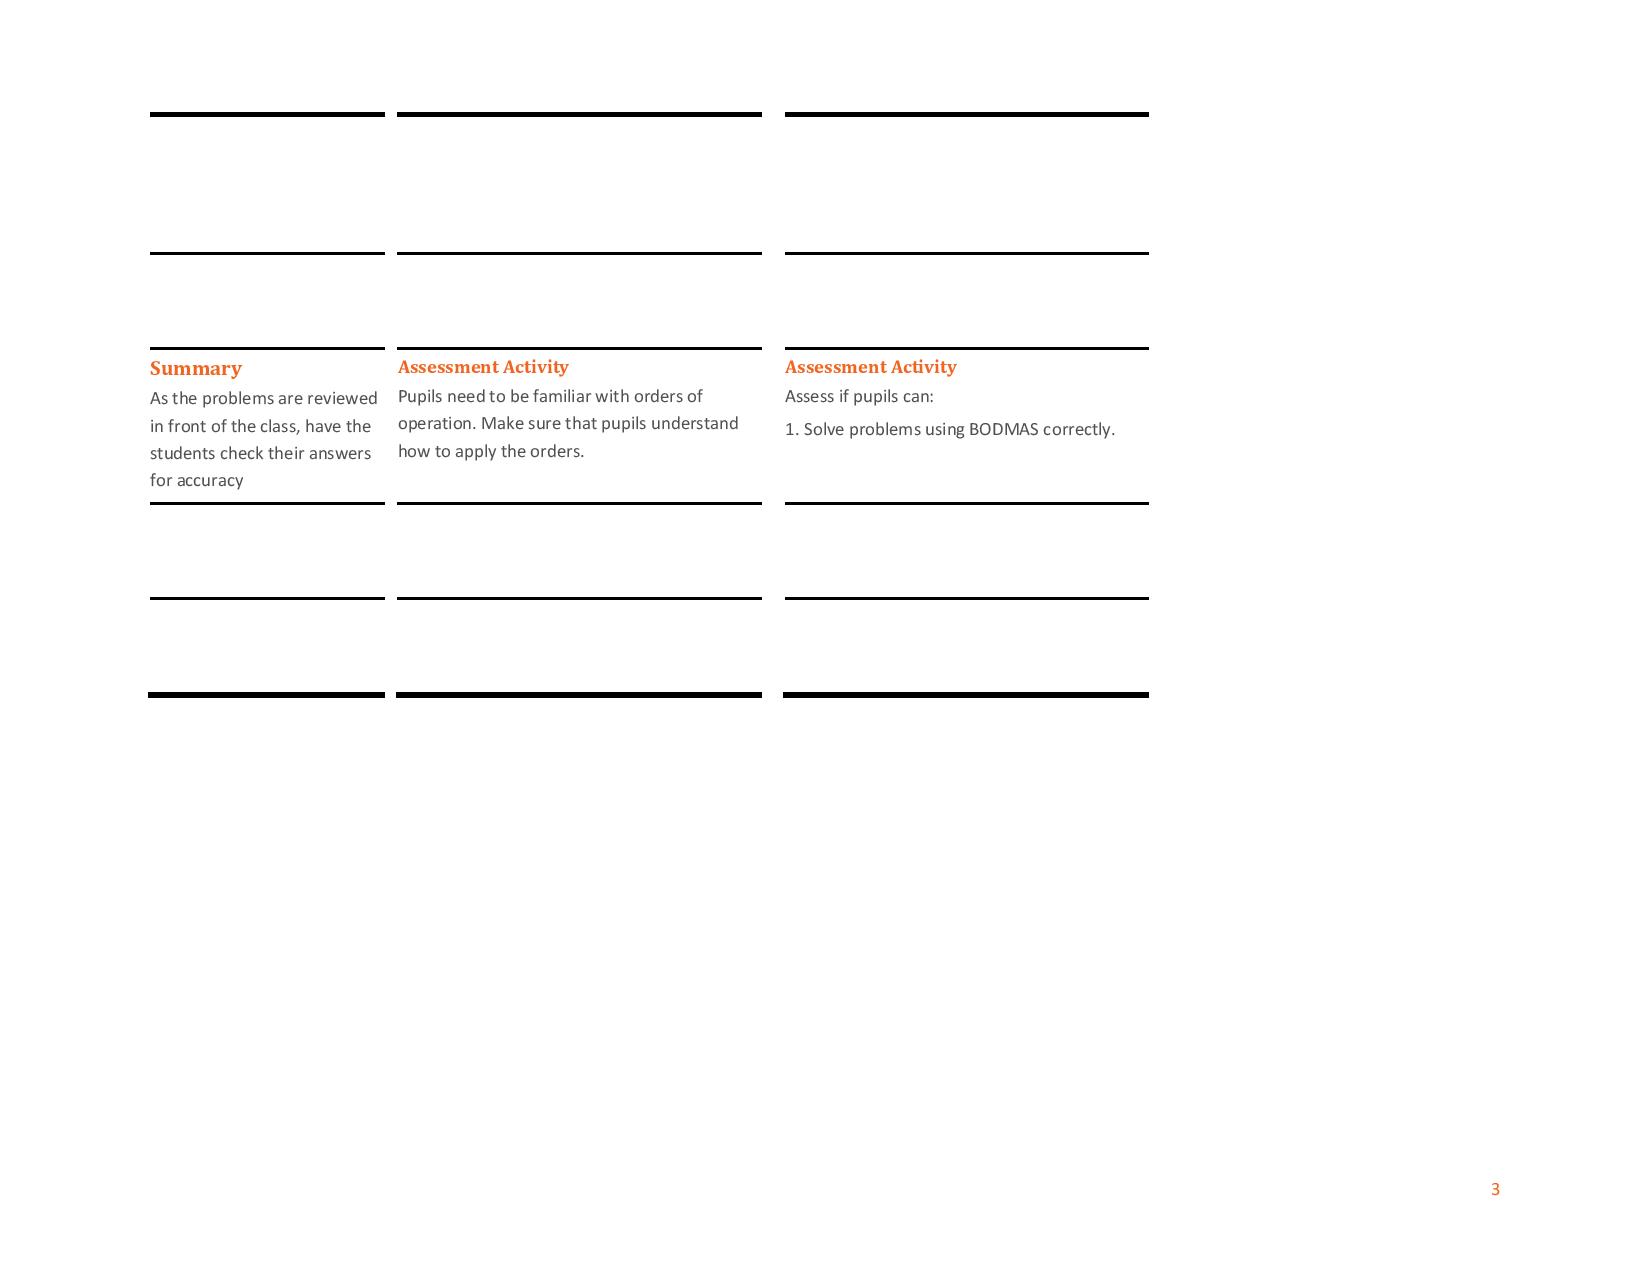 Summary
As the problems are reviewed
in front of the class, have the
students check their answers
for accuracy
Assessment Activity
Pupils need to be familiar with orders of
operation. Make sure that pupils understand
how to apply the orders.
Assessment Activity
Assess if pupils can:
1. Solve problems using BODMAS correctly.
3